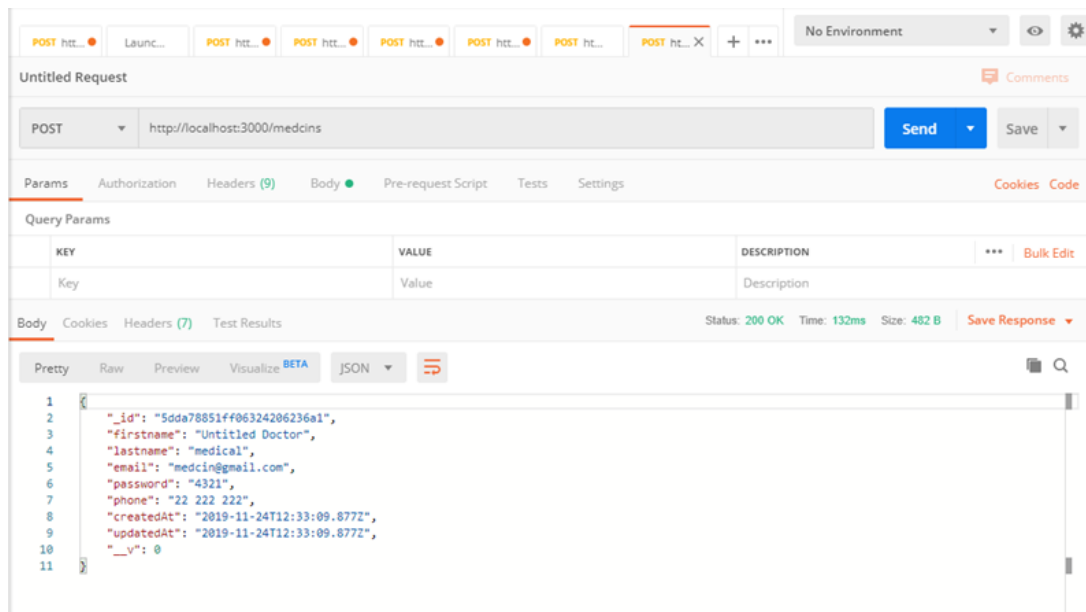 POST htt... Launc... POST htt... POST htt... POST htt... POST htt... POST ht... POST ht... No Environment
Untitled Request Comments
POST http://localhost:3000/medcins Send Save
Params Authorization Headers (9) Body Pre-request Script Tests Settings Cookies Code
Query Params
KEY VALUE DESCRIPTION Bulk Edit
Key Value Description
Body Cookies Headers (7) Test Results Status: 200 OK Time: 132ms Size: 482 B Save Response
Pretty Raw Preview Visualize BETA JSON
1 {
2 "_id": "5dda78851ff06324206236a1",
3 "firstname": "Untitled Doctor",
4 "lastname": "medical",
5 "email": "medcin@gmail.com",
6 "password": "4321",
7 "phone": "22 222 222",
8 "createdAt": "2019-11-24T12:33:09.877Z",
9 "updatedAt": "2019-11-24T12:33:09.877Z",
10 "__v": 0
11 }